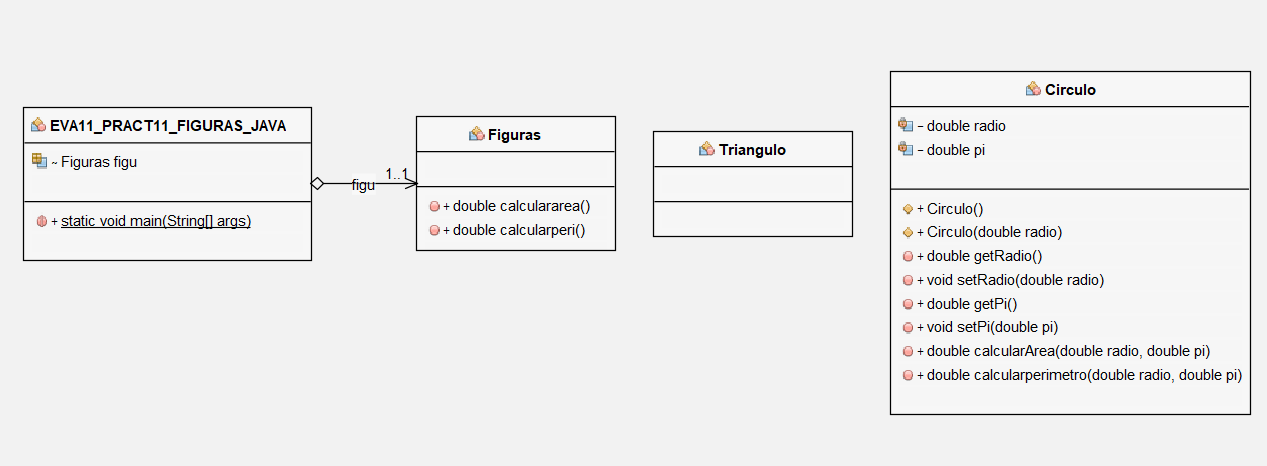 EVA11_PRACT11_FIGURAS_JAVA
~ Figuras figu
+ static void main(String[] args)
figu
1..1
Figuras
+ double calculararea()
+ double calcularperi()
Triangulo
Circulo
- double radio
- double pi
+ Circulo()
+ Circulo(double radio)
+ double getRadio()
+ void setRadio(double radio)
+ double getPi()
+ void setPi(double pi)
+ double calcularArea(double radio, double pi)
+ double calcularperimetro(double radio, double pi)